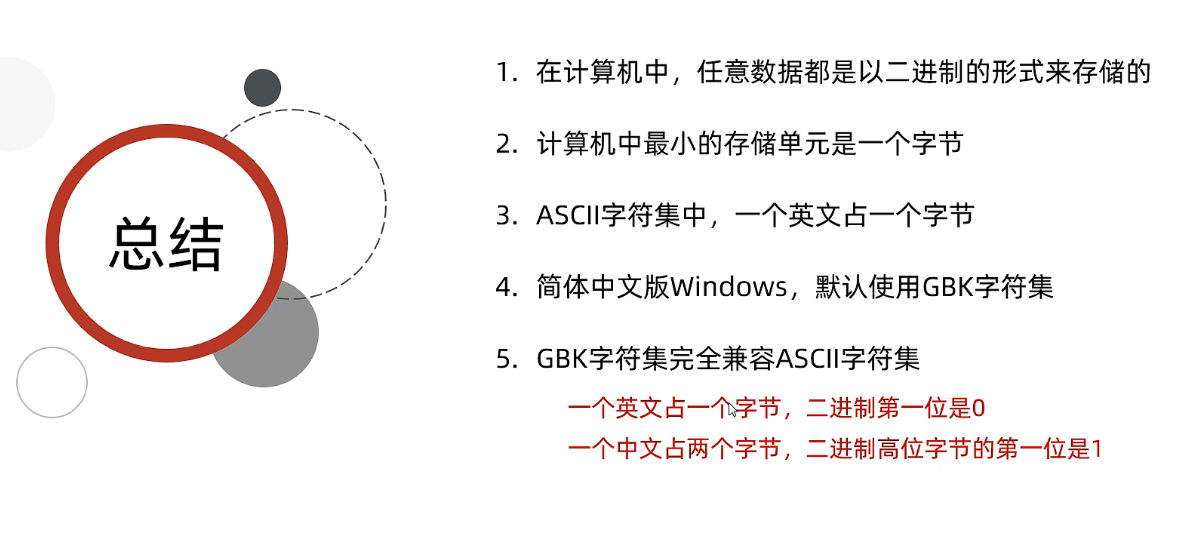 总结
1. 在计算机中，任意数据都是以二进制的形式来存储的
2. 计算机中最小的存储单元是一个字节
3. ASCII字符集中，一个英文占一个字节
4. 简体中文版Windows，默认使用GBK字符集
5. GBK字符集完全兼容ASCII字符集
一个英文占一个字节，二进制第一位是0
一个中文占两个字节，二进制高位字节的第一位是1